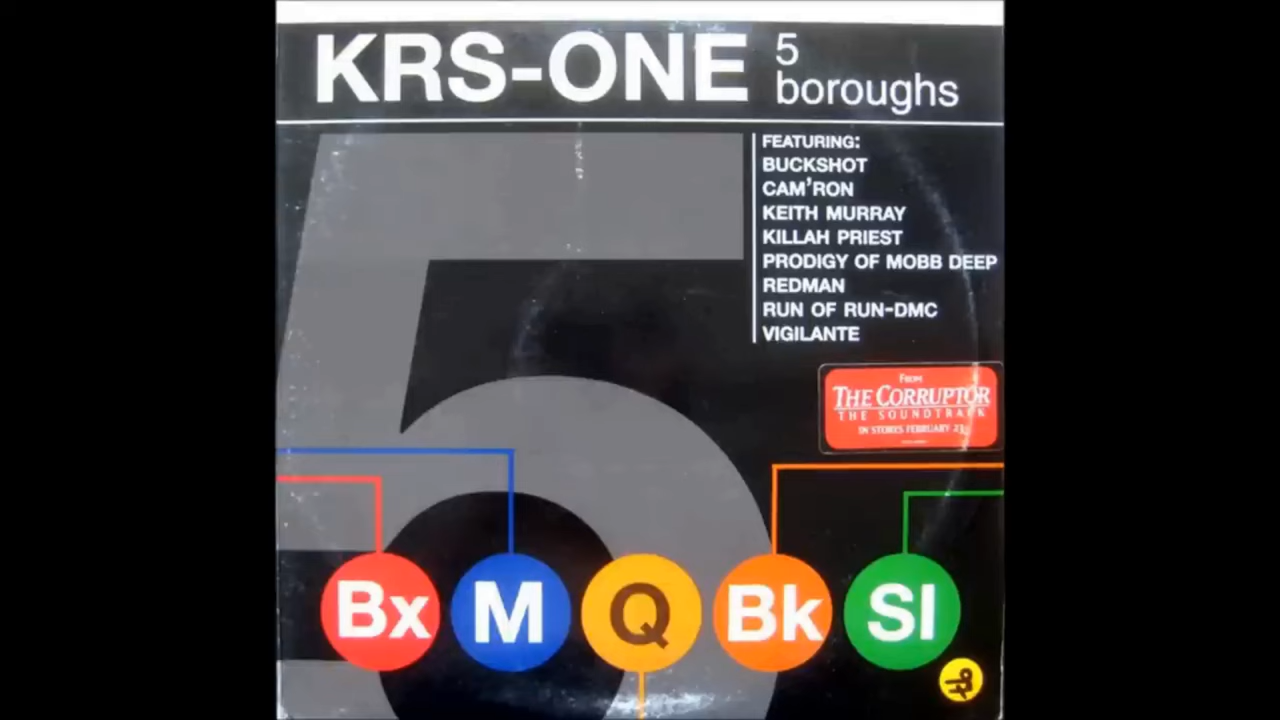 KRS-ONE
5
boroughs
FEATURING:
BUCKSHOT
CAM'RON
KEITH MURRAY
KILLAH PRIEST
PRODIGY OF MOBB DEEP
REDMAN
RUN OF RUN-DMC
VIGILANTE
FROM
THE CORRUPTOR
THE SOUNDTRACK
IN STORES FEBRUARY 23
Bx M Q Bk SI